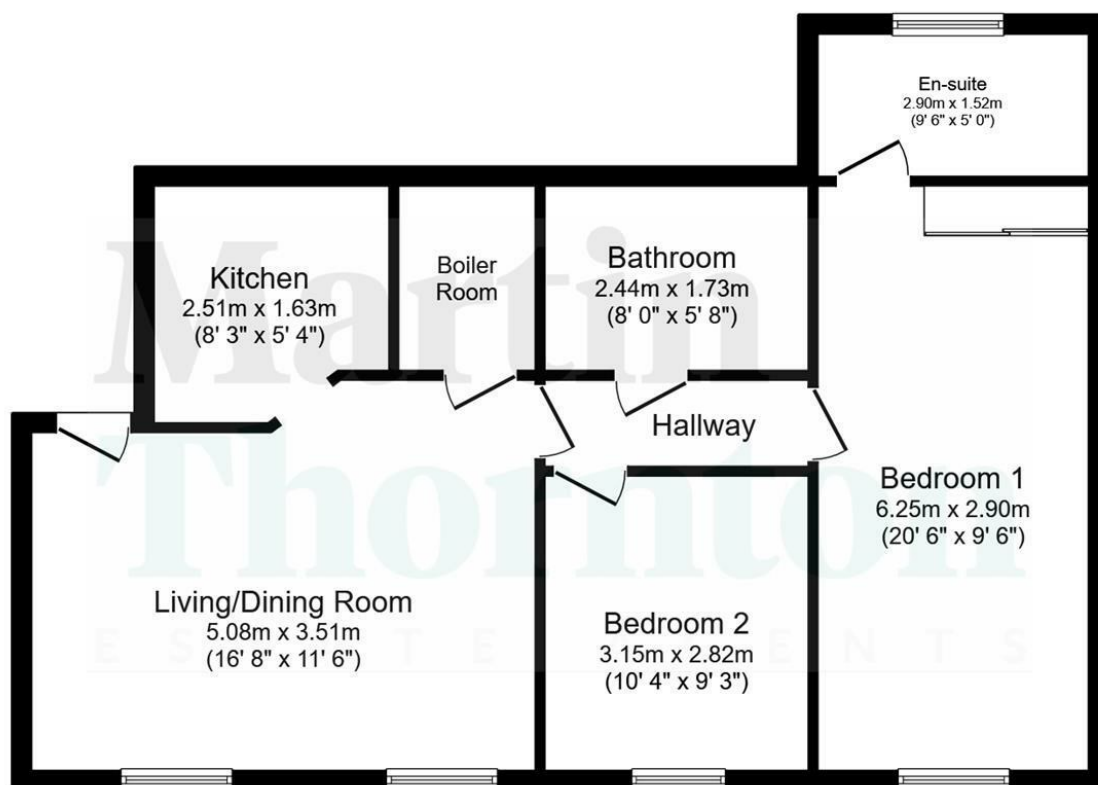 En-suite
2.90m x 1.52m
(9' 6" x 5' 0")
Kitchen
2.51m x 1.63m
(8' 3" x 5' 4")
Boiler
Room
Bathroom
2.44m x 1.73m
(8' 0" x 5' 8")
Hallway
Bedroom 1
6.25m x 2.90m
(20' 6" x 9' 6")
Living/Dining Room
5.08m x 3.51m
(16' 8" x 11' 6")
Bedroom 2
3.15m x 2.82m
(10' 4" x 9' 3")
Martin
Thornton
ESTATE AGENTS